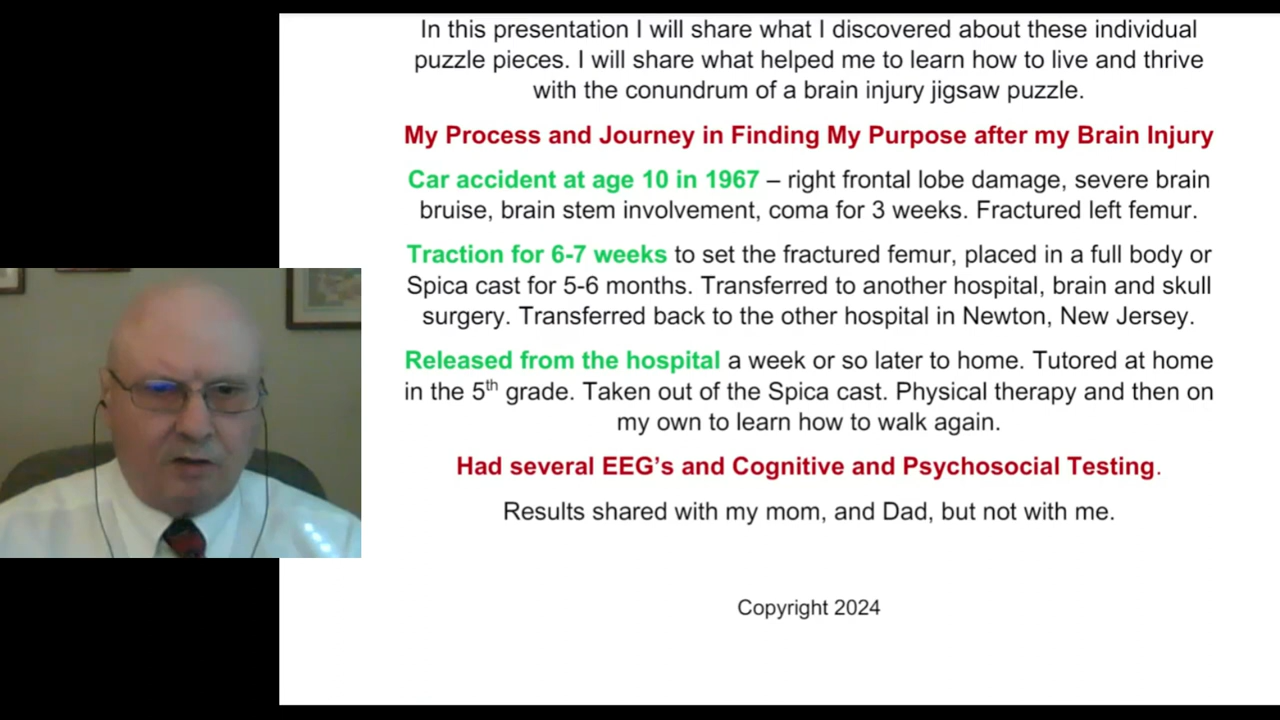 In this presentation I will share what I discovered about these individual
puzzle pieces. I will share what helped me to learn how to live and thrive
with the conundrum of a brain injury jigsaw puzzle.
My Process and Journey in Finding My Purpose after my Brain Injury
Car accident at age 10 in 1967 – right frontal lobe damage, severe brain
bruise, brain stem involvement, coma for 3 weeks. Fractured left femur.
Traction for 6-7 weeks to set the fractured femur, placed in a full body or
Spica cast for 5-6 months. Transferred to another hospital, brain and skull
surgery. Transferred back to the other hospital in Newton, New Jersey.
Released from the hospital a week or so later to home. Tutored at home
in the 5th grade. Taken out of the Spica cast. Physical therapy and then on
my own to learn how to walk again.
Had several EEG's and Cognitive and Psychosocial Testing.
Results shared with my mom, and Dad, but not with me.
Copyright 2024